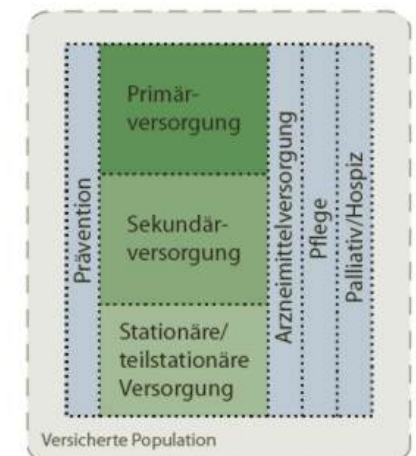 Prävention
Primär-
versorgung
Sekundär-
versorgung
Stationäre/
teilstationäre
Versorgung
Arzneimittelversorgung
Pflege
Palliativ/Hospiz
Versicherte Population